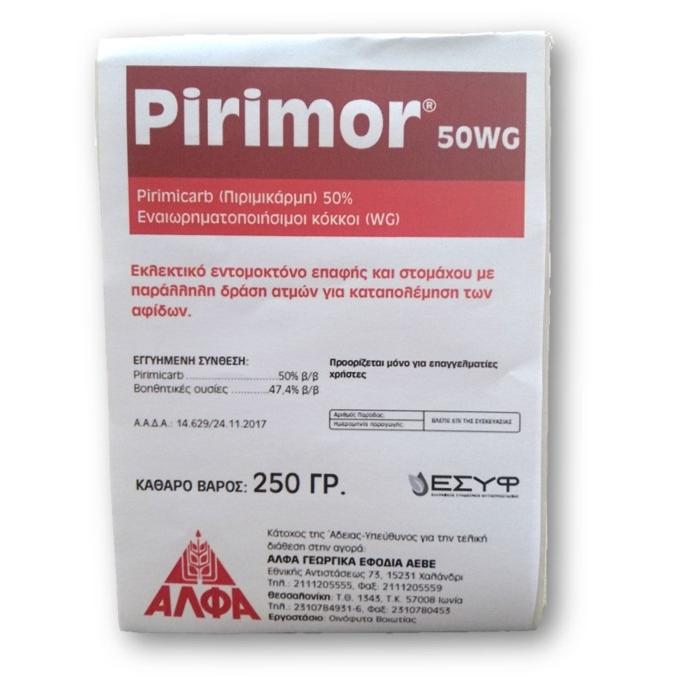 Pirimor® 50WG
Pirimicarb (Πιριμικάρμπ) 50%
Εναιωρηματοποιήσιμοι κόκκοι (WG)
Εκλεκτικό εντομοκτόνο επαφής και στομάχου με
παράλληλη δράση ατμών για καταπολέμηση των
αφίδων.
ΕΓΓΥΗΜΕΝΗ ΣΥΝΘΕΣΗ:
Pirimicarb ........................50% β/β
Βοηθητικές ουσίες ..........47,4% β/β
Προορίζεται μόνο για επαγγελματίες
χρήστες
Α.Α.Δ.Α.: 14.629/24.11.2017
Αριθμός Παρτίδας:
Ημερομηνία παραγωγής:
ΒΛΕΠΕ ΕΠΙ ΤΗΣ ΣΥΣΚΕΥΑΣΙΑΣ
ΚΑΘΑΡΟ ΒΑΡΟΣ: 250 ΓΡ.
ΕΣΥΦ
ΕΛΛΗΝΙΚΟΣ ΣΥΝΔΕΣΜΟΣ ΦΥΤΟΠΡΟΣΤΑΣΙΑΣ
ΑΛΦΑ
Κάτοχος της Άδειας-Υπεύθυνος για την τελική
διάθεση στην αγορά:
ΑΛΦΑ ΓΕΩΡΓΙΚΑ ΕΦΟΔΙΑ ΑΕΒΕ
Εθνικής Αντιστάσεως 73, 15231 Χαλάνδρι
Τηλ.: 2111205555, Φαξ: 2111205559
Θεσσαλονίκη: Τ.Θ. 1343, Τ.Κ. 57008 Ιωνία
Τηλ.: 2310784931-6, Φαξ: 2310780453
Εργοστάσιο: Οινόφυτα Βοιωτίας